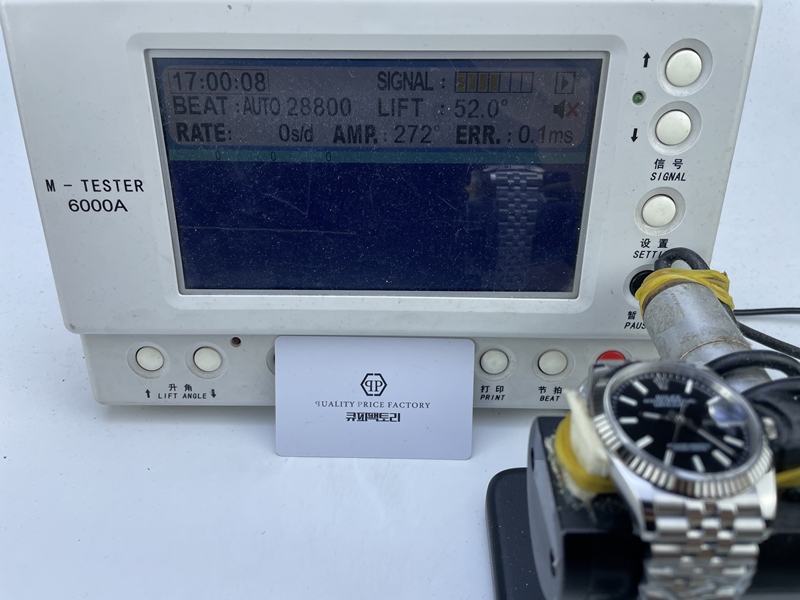 17:00:08 SIGNAL :
BEAT : AUTO 28800 LIFT : 52.0°
RATE: 0s/d AMP. : 272° ERR. : 0.1ms
M - TESTER
6000A
信号
SIGNAL
设置
暂
PAUS
升角
LIFT ANGLE
QP
QUALITY PRICE FACTORY
큐피팩토리
打印
PRINT
节拍
BEAT